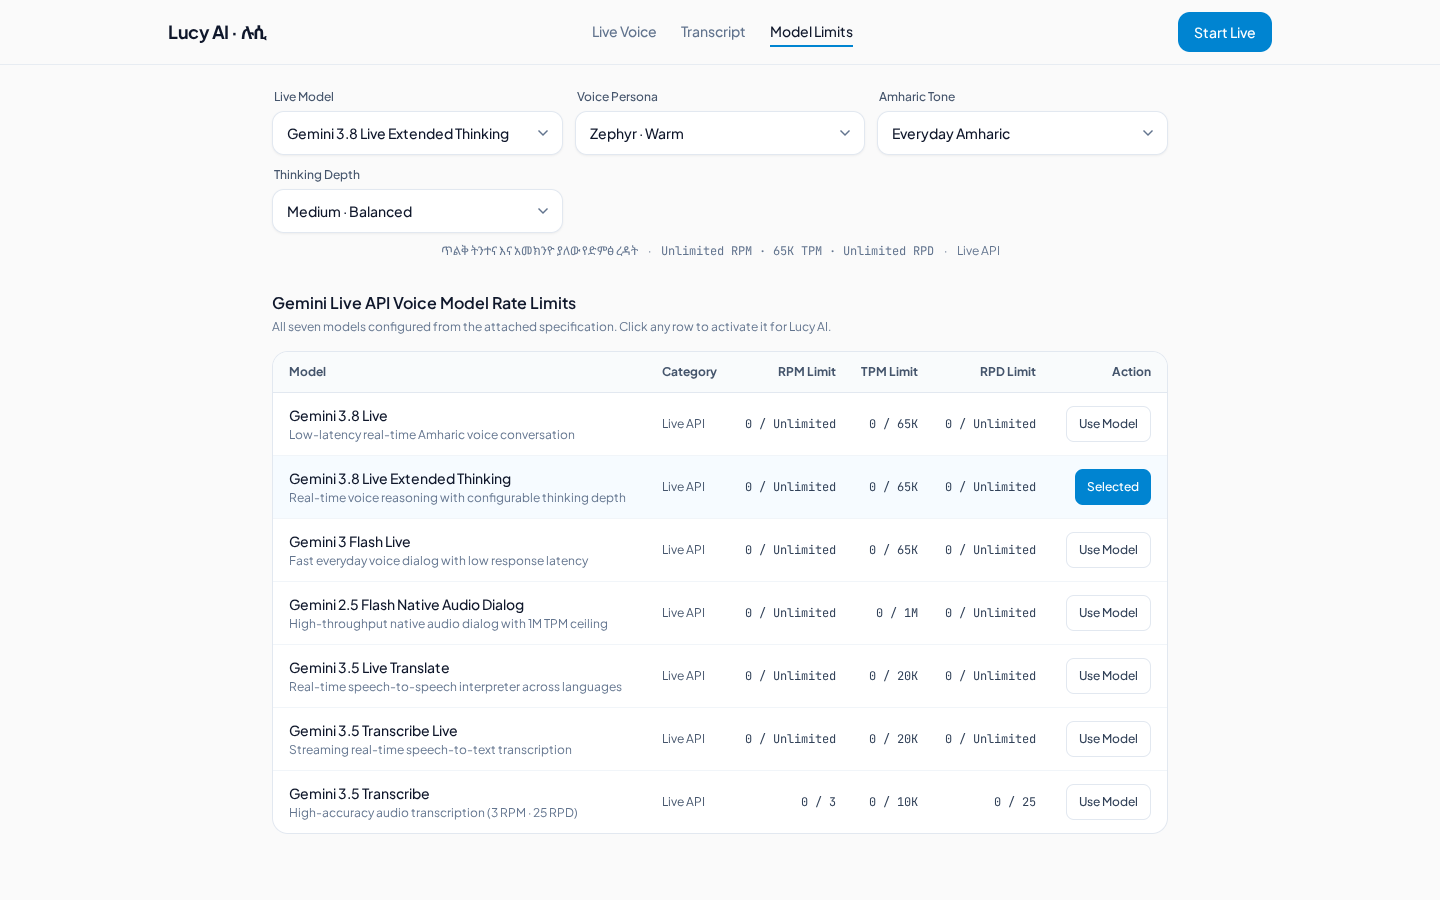 Lucy AI · ሉሲ
Live Voice
Transcript
Model Limits
Start Live
Live Model
Voice Persona
Amharic Tone
Gemini 3.8 Live Extended Thinking
Zephyr · Warm
Everyday Amharic
Thinking Depth
Medium · Balanced
ጥልቅ ትንተና እና አመክንዮ ያለው የድምፅ ረዳት · Unlimited RPM · 65K TPM · Unlimited RPD · Live API
Gemini Live API Voice Model Rate Limits
All seven models configured from the attached specification. Click any row to activate it for Lucy AI.
Model Category RPM Limit TPM Limit RPD Limit Action
Gemini 3.8 Live
Low-latency real-time Amharic voice conversation
Live API 0 / Unlimited 0 / 65K 0 / Unlimited Use Model
Gemini 3.8 Live Extended Thinking
Real-time voice reasoning with configurable thinking depth
Live API 0 / Unlimited 0 / 65K 0 / Unlimited Selected
Gemini 3 Flash Live
Fast everyday voice dialog with low response latency
Live API 0 / Unlimited 0 / 65K 0 / Unlimited Use Model
Gemini 2.5 Flash Native Audio Dialog
High-throughput native audio dialog with 1M TPM ceiling
Live API 0 / Unlimited 0 / 1M 0 / Unlimited Use Model
Gemini 3.5 Live Translate
Real-time speech-to-speech interpreter across languages
Live API 0 / Unlimited 0 / 20K 0 / Unlimited Use Model
Gemini 3.5 Transcribe Live
Streaming real-time speech-to-text transcription
Live API 0 / Unlimited 0 / 20K 0 / Unlimited Use Model
Gemini 3.5 Transcribe
High-accuracy audio transcription (3 RPM · 25 RPD)
Live API 0 / 3 0 / 10K 0 / 25 Use Model